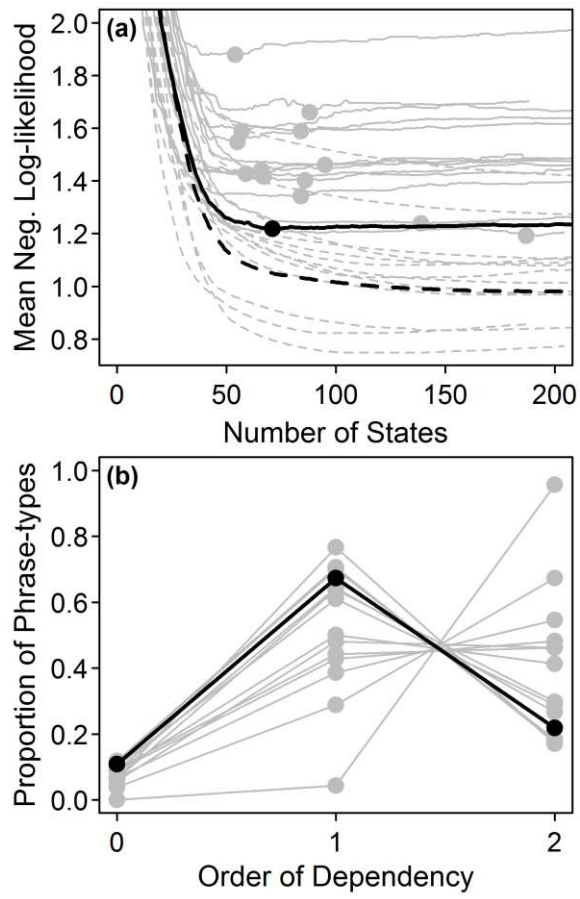 (a)
Mean Neg. Log-likelihood
2.0
1.8
1.6
1.4
1.2
1.0
0.8
0 50 100 150 200
Number of States
(b)
Proportion of Phrase-types
1.0
0.8
0.6
0.4
0.2
0.0
0 1 2
Order of Dependency